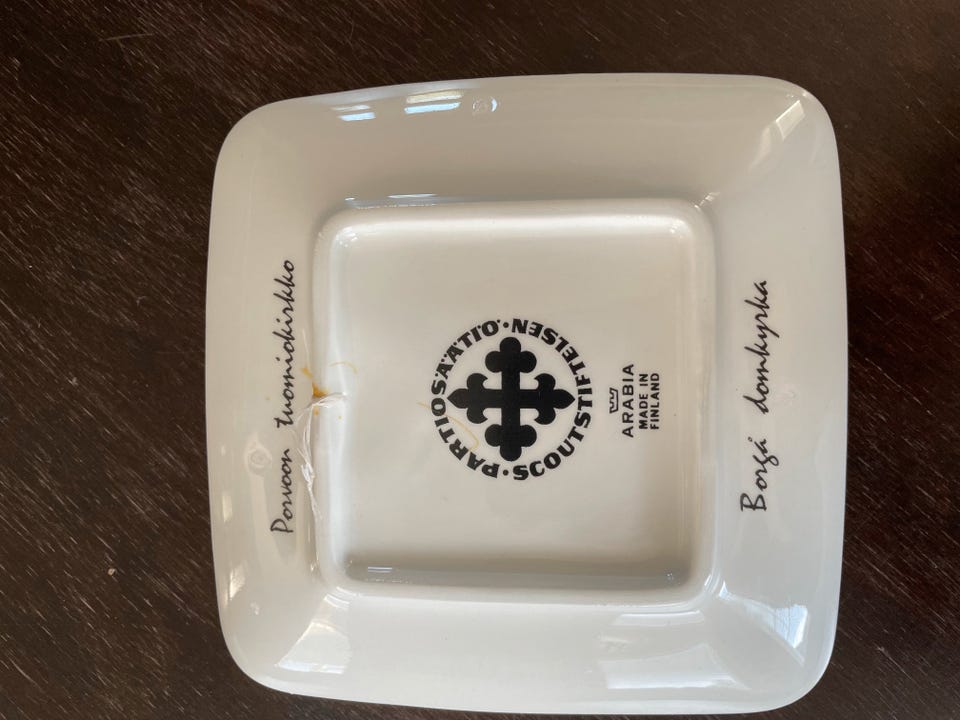 Porvoon tuomiokirkko
PARTIOSÄÄTIÖ · SCOUTSTIFTELSEN ·
ARABIA
MADE IN
FINLAND
Borgå domkyrka